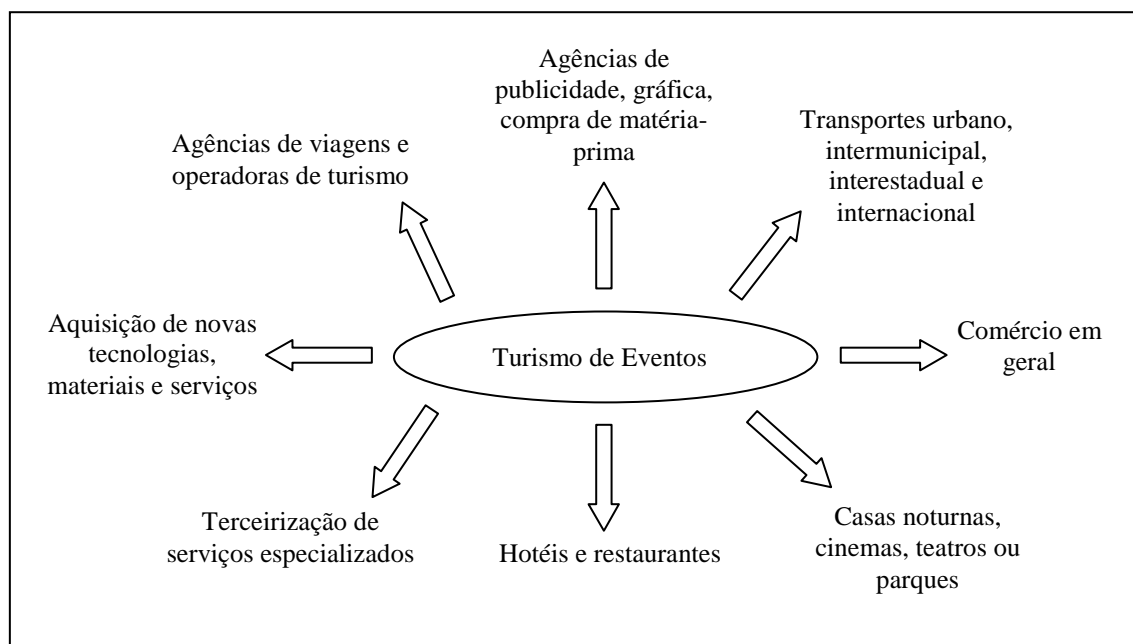 Agências de
publicidade, gráfica,
compra de matéria-
prima
Transportes urbano,
intermunicipal,
interestadual e
internacional
Agências de viagens e
operadoras de turismo
Aquisição de novas
tecnologias,
materiais e serviços
Turismo de Eventos
Comércio em
geral
Terceirização de
serviços especializados
Hotéis e restaurantes
Casas noturnas,
cinemas, teatros ou
parques